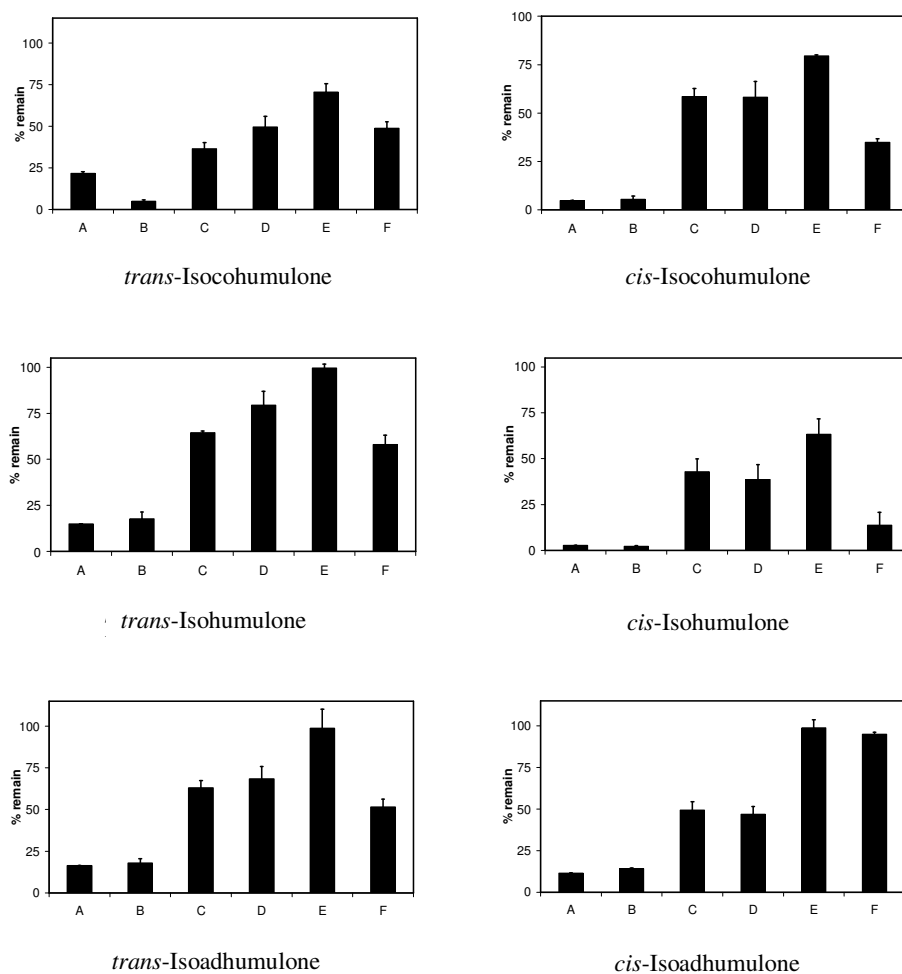 100
75
50
25
0
% remain
A B C D E F
trans-Isocohumulone
100
75
50
25
0
% remain
A B C D E F
cis-Isocohumulone
100
75
50
25
0
% remain
A B C D E F
trans-Isohumulone
100
75
50
25
0
% remain
A B C D E F
cis-Isohumulone
100
75
50
25
0
% remain
A B C D E F
trans-Isoadhumulone
100
75
50
25
0
% remain
A B C D E F
cis-Isoadhumulone